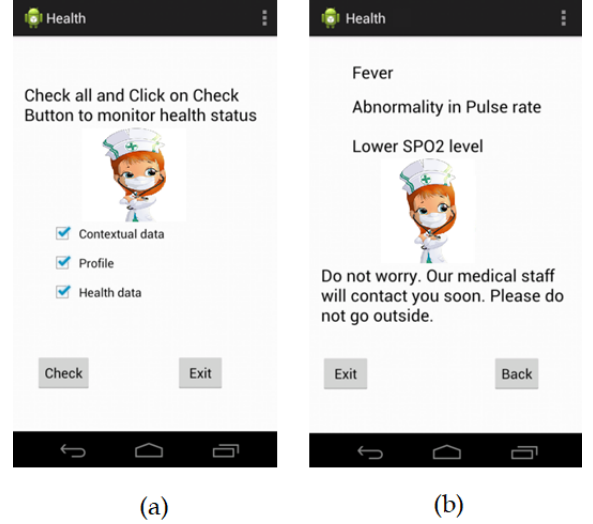 Health
Check all and Click on Check
Button to monitor health status
Contextual data
Profile
Health data
Check
Exit
(a)
Health
Fever
Abnormality in Pulse rate
Lower SPO2 level
Do not worry. Our medical staff
will contact you soon. Please do
not go outside.
Exit
Back
(b)